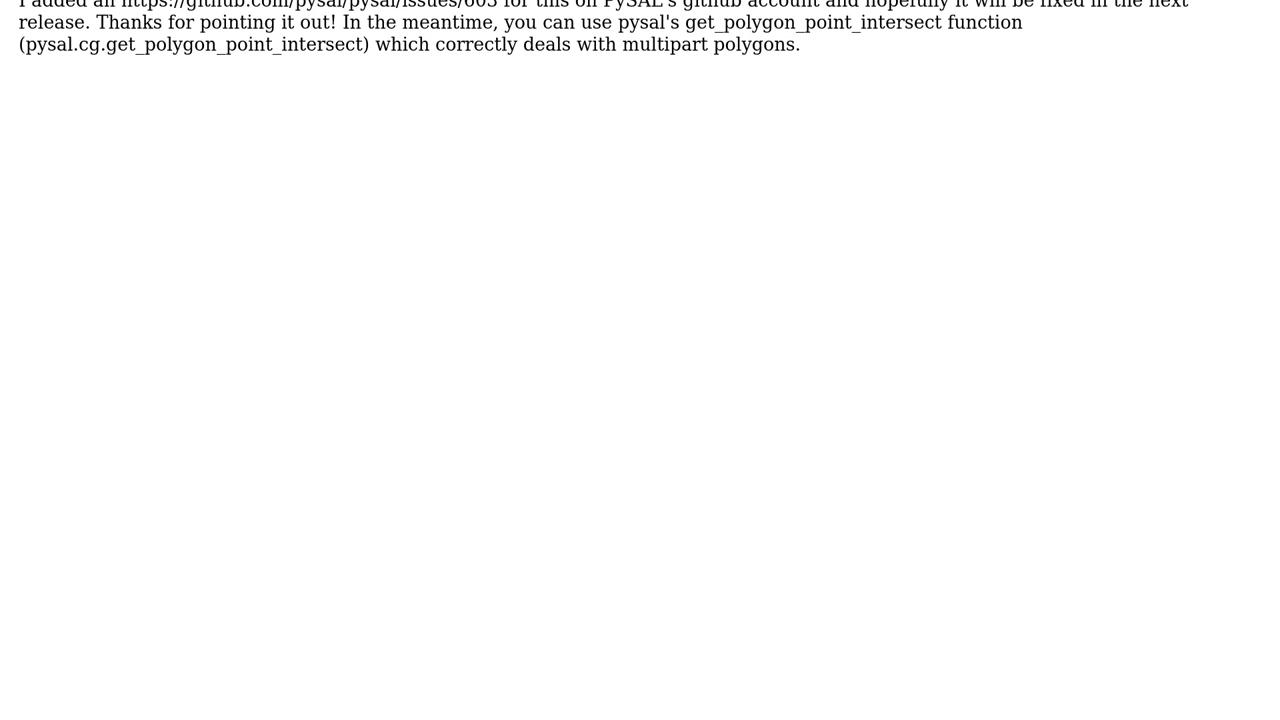 I added an https://github.com/pysal/pysal/issues/603 for this on PySAL's github account and hopefully it will be fixed in the next
release. Thanks for pointing it out! In the meantime, you can use pysal's get_polygon_point_intersect function
(pysal.cg.get_polygon_point_intersect) which correctly deals with multipart polygons.